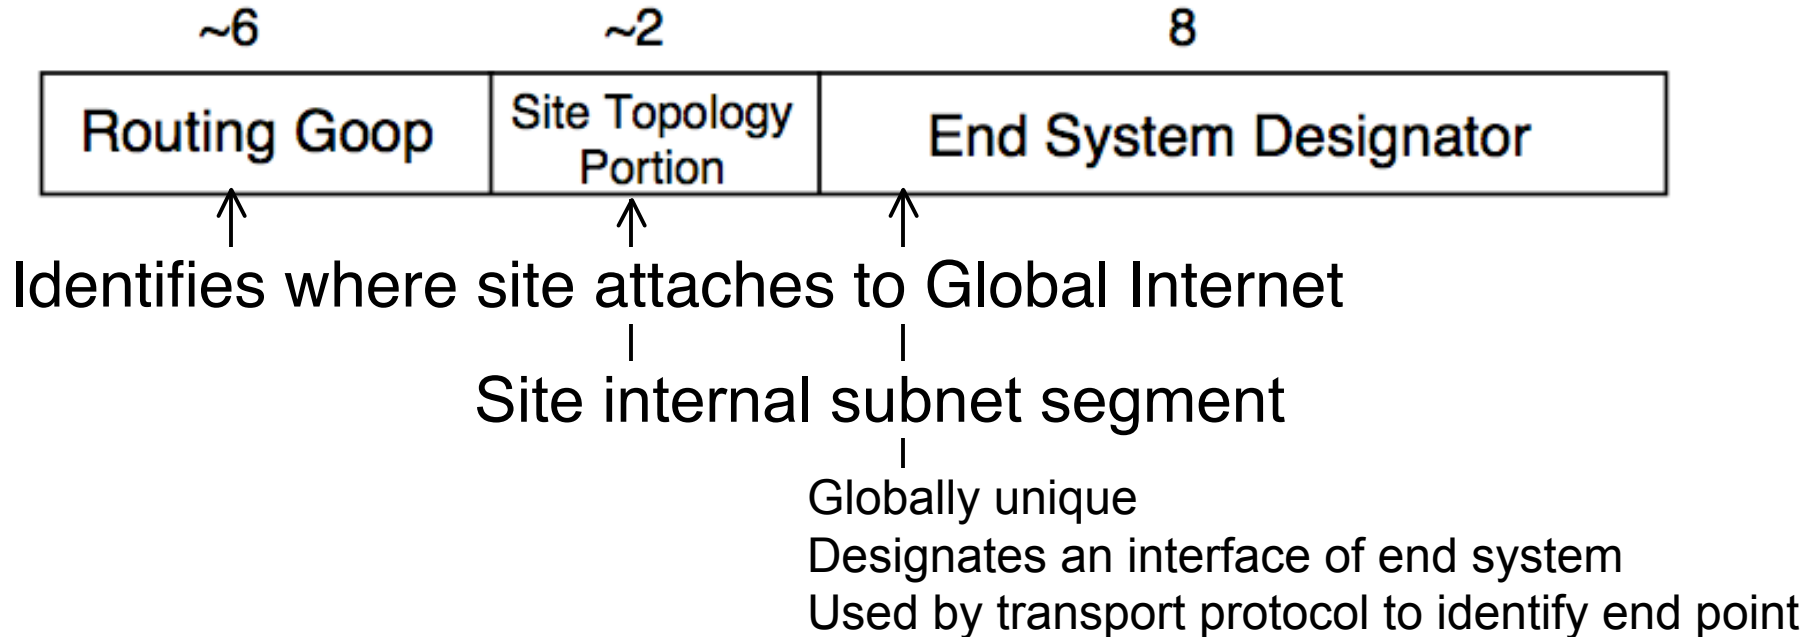 ~6 ~2 8
Routing Goop
Site Topology
Portion
End System Designator
Identifies where site attaches to Global Internet
Site internal subnet segment
Globally unique
Designates an interface of end system
Used by transport protocol to identify end point